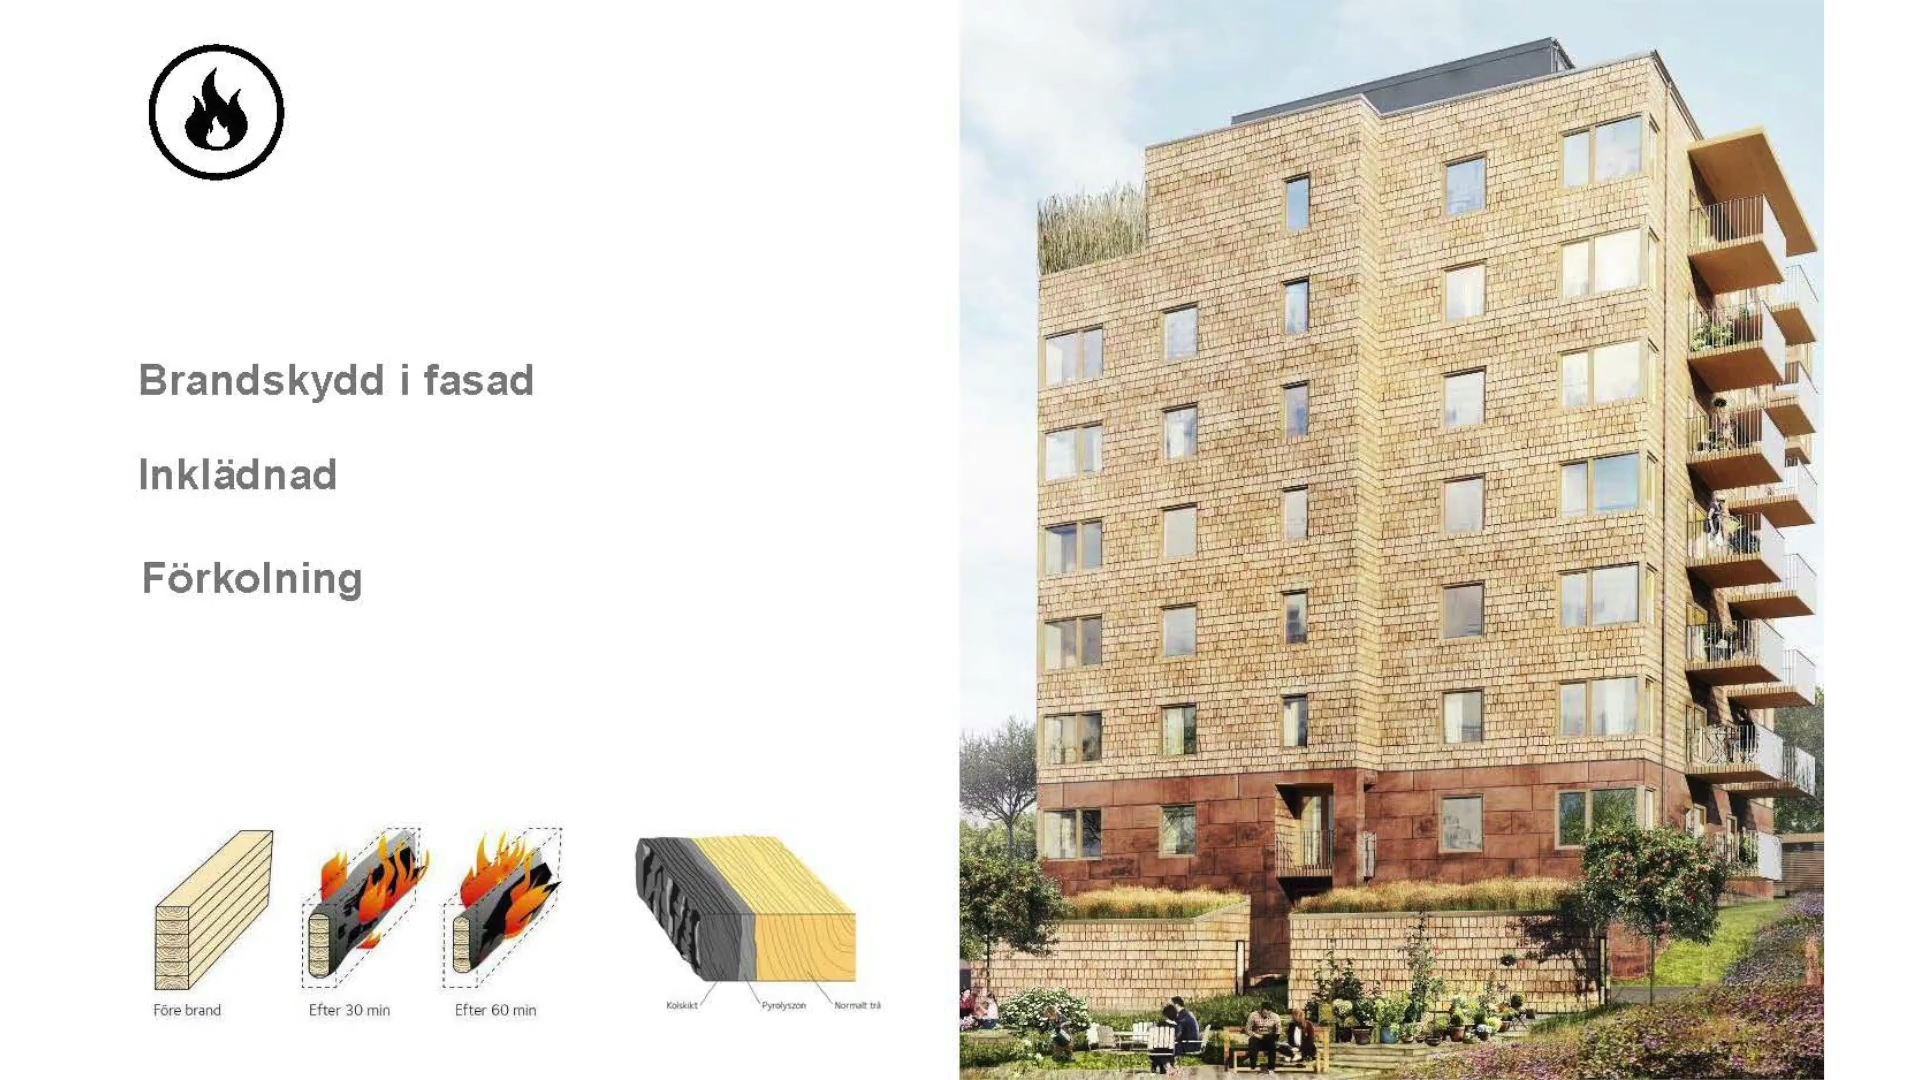 Brandskydd i fasad
Inklädnad
Förkolning
Före brand
Efter 30 min
Efter 60 min
Kolskikt
Pyrolyszon
Normalt trä